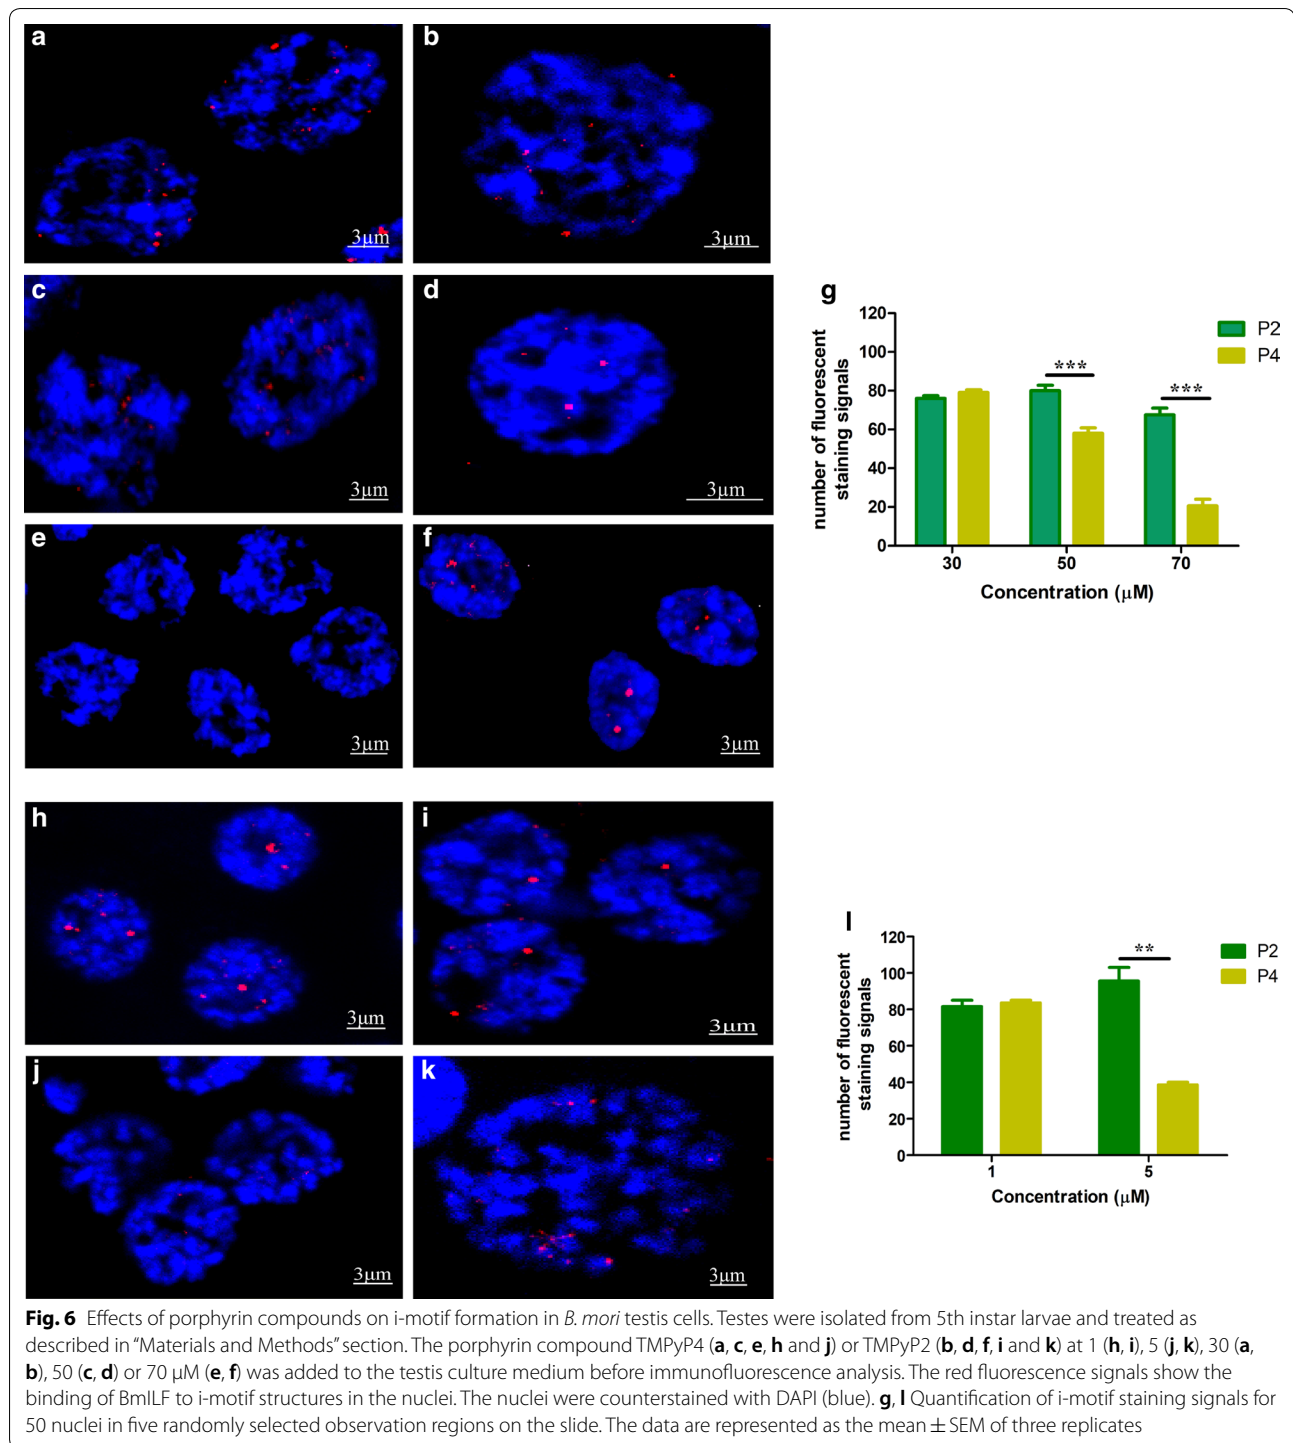 a
3µm
b
3µm
c
3µm
d
3µm
e
3µm
f
3µm
g
number of fluorescent
staining signals
120
100
80
60
40
20
0
***
***
30
50
70
Concentration (µM)
P2
P4
h
3µm
i
3µm
j
3µm
k
3µm
l
number of fluorescent
staining signals
120
100
80
60
40
20
0
**
1
5
Concentration (µM)
P2
P4
Fig. 6 Effects of porphyrin compounds on i-motif formation in B. mori testis cells. Testes were isolated from 5th instar larvae and treated as
described in “Materials and Methods” section. The porphyrin compound TMPyP4 (a, c, e, h and j) or TMPyP2 (b, d, f, i and k) at 1 (h, i), 5 (j, k), 30 (a,
b), 50 (c, d) or 70 µM (e, f) was added to the testis culture medium before immunofluorescence analysis. The red fluorescence signals show the
binding of BmILF to i-motif structures in the nuclei. The nuclei were counterstained with DAPI (blue). g, l Quantification of i-motif staining signals for
50 nuclei in five randomly selected observation regions on the slide. The data are represented as the mean ± SEM of three replicates